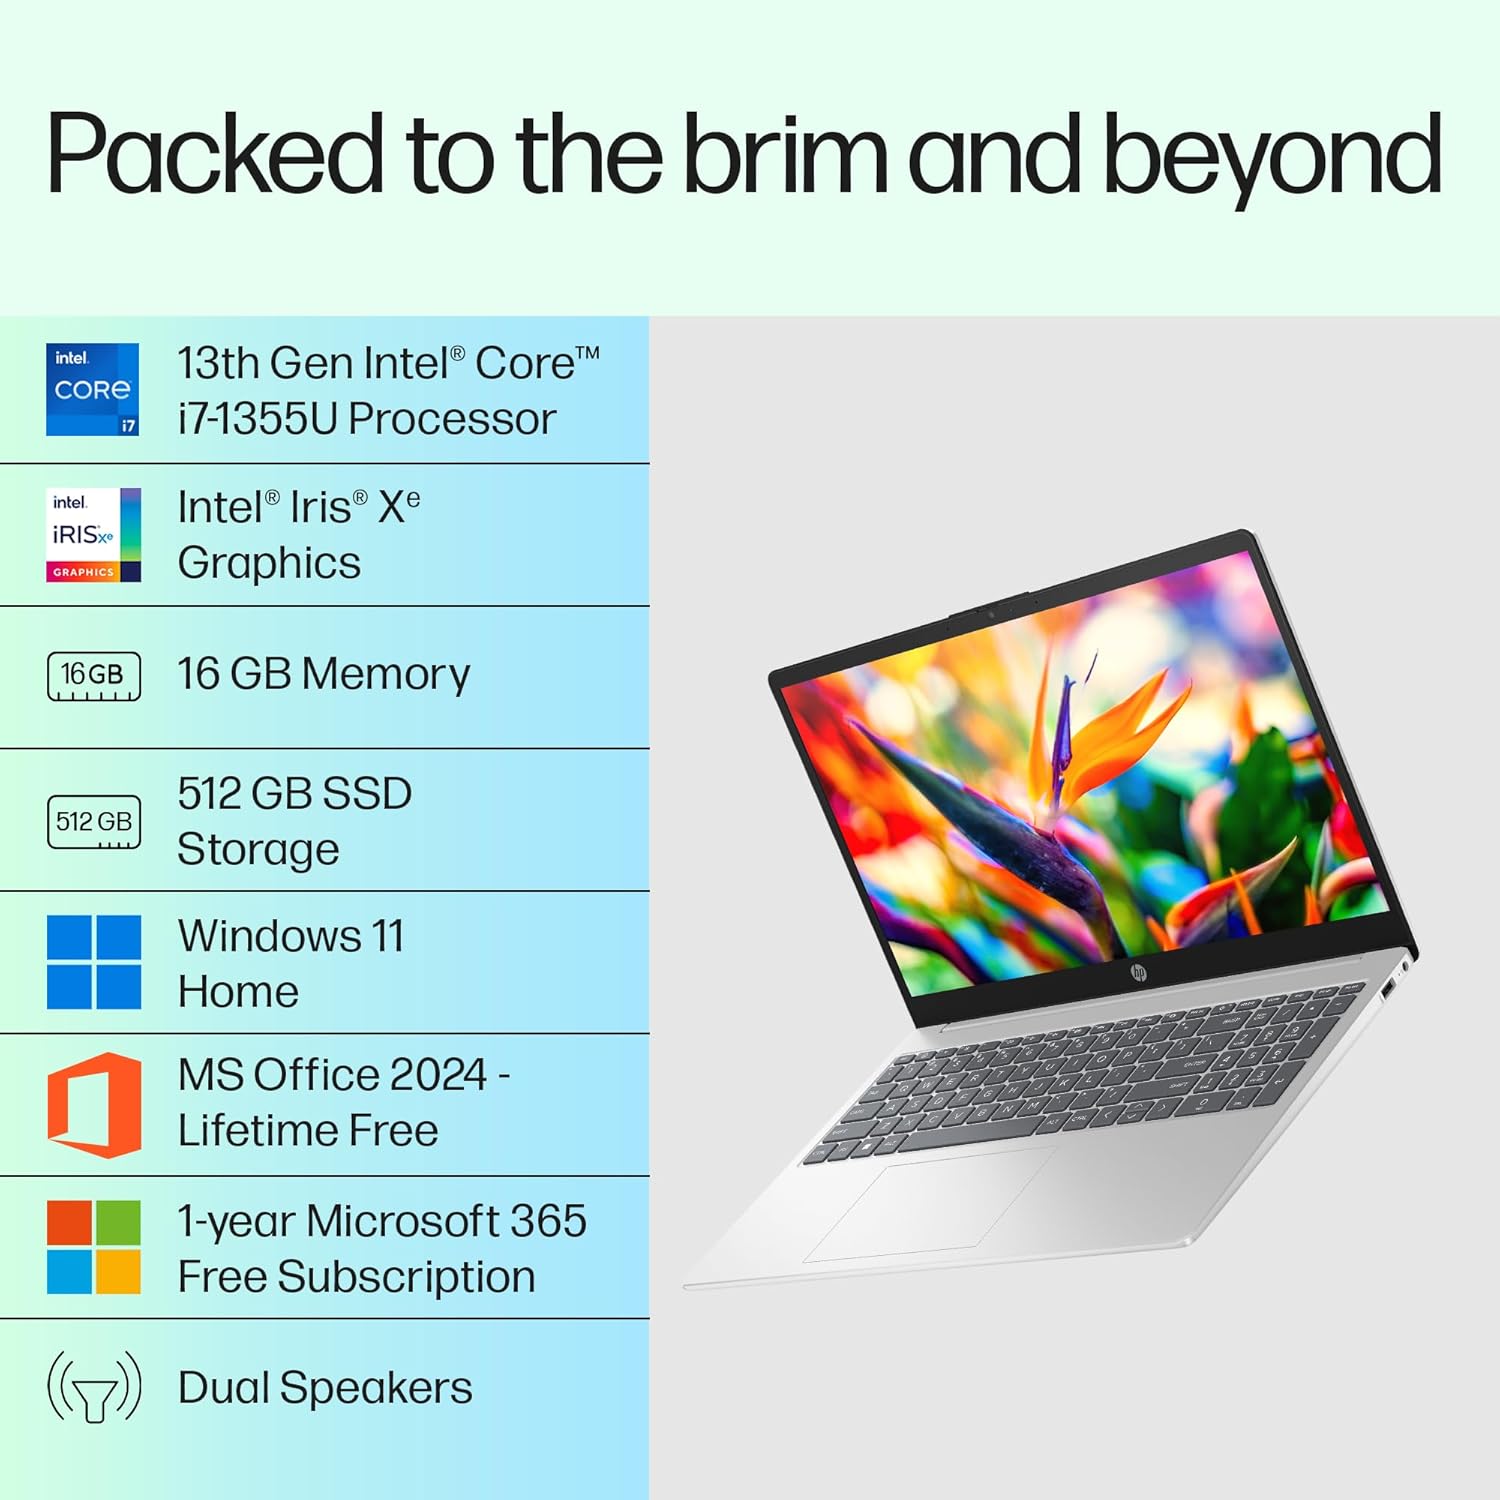 Packed to the brim and beyond
intel.
CORE
i7
13th Gen Intel® Core™
i7-1355U Processor
intel.
iRISxe
GRAPHICS
Intel® Iris® Xe
Graphics
16GB
16 GB Memory
512 GB
512 GB SSD
Storage
Windows 11
Home
MS Office 2024 -
Lifetime Free
1-year Microsoft 365
Free Subscription
Dual Speakers
hp